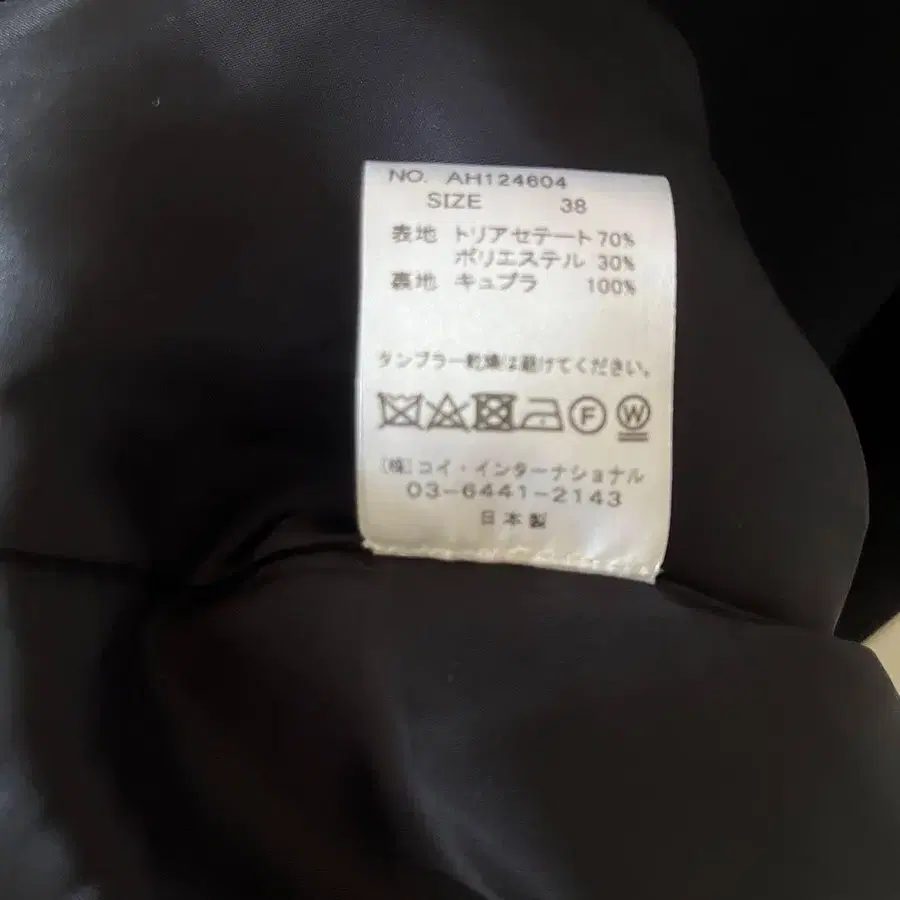 NO. AH124604
SIZE 38
表地 トリアセテート 70%
ポリエステル 30%
裏地 キュプラ 100%
タンブラー乾燥は避けてください。
F W
(株)コイ・インターナショナル
03-6441-2143
日本製